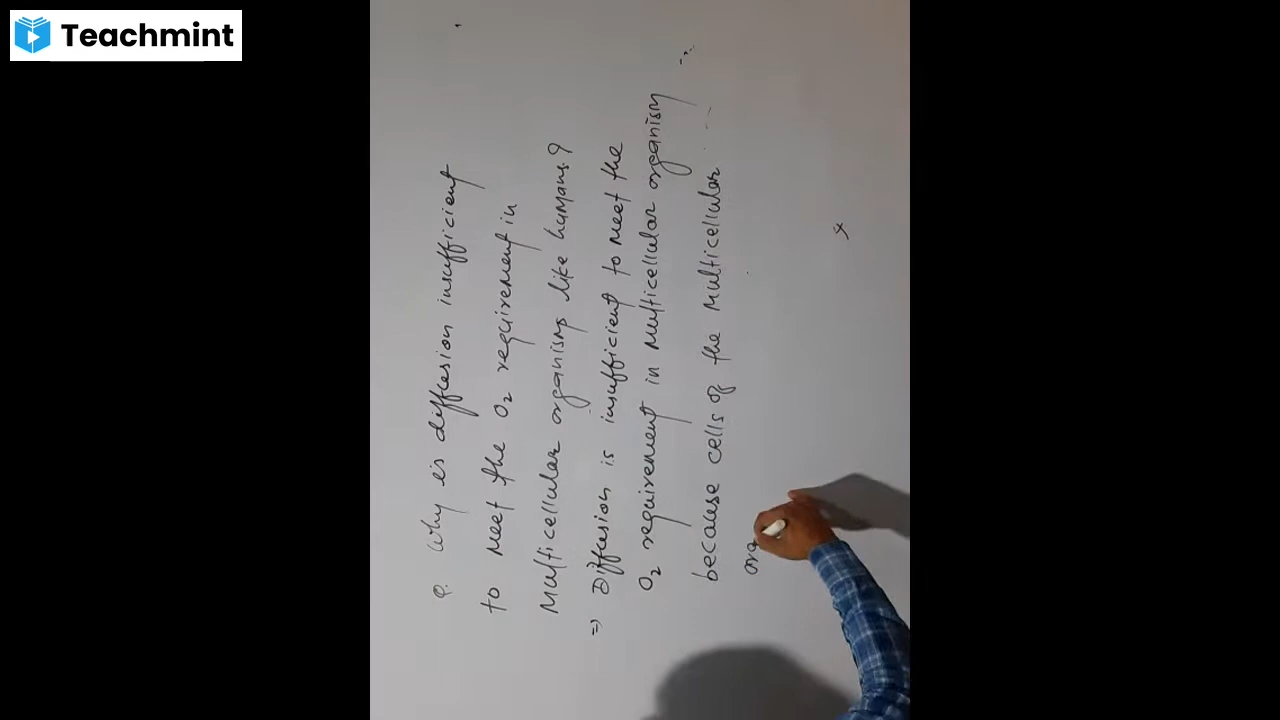 Teachmint
Q. Why is diffusion insufficient
to meet the O2 requirement in
Multicellular organisms like humans?
=) Diffusion is insufficient to meet the
O2 requirement in multicellular organism
because cells of the multicellular